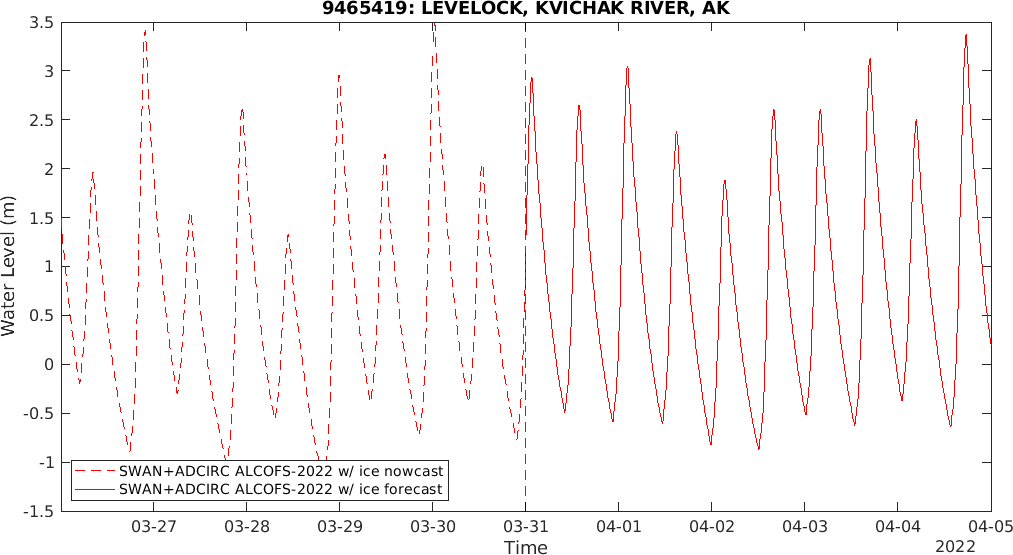 9465419: LEVELOCK, KVICHAK RIVER, AK
Water Level (m)
3.5
3
2.5
2
1.5
1
0.5
0
-0.5
-1
-1.5
SWAN+ADCIRC ALCOFS-2022 w/ ice nowcast
SWAN+ADCIRC ALCOFS-2022 w/ ice forecast
03-27 03-28 03-29 03-30 03-31 04-01 04-02 04-03 04-04 04-05
Time
2022